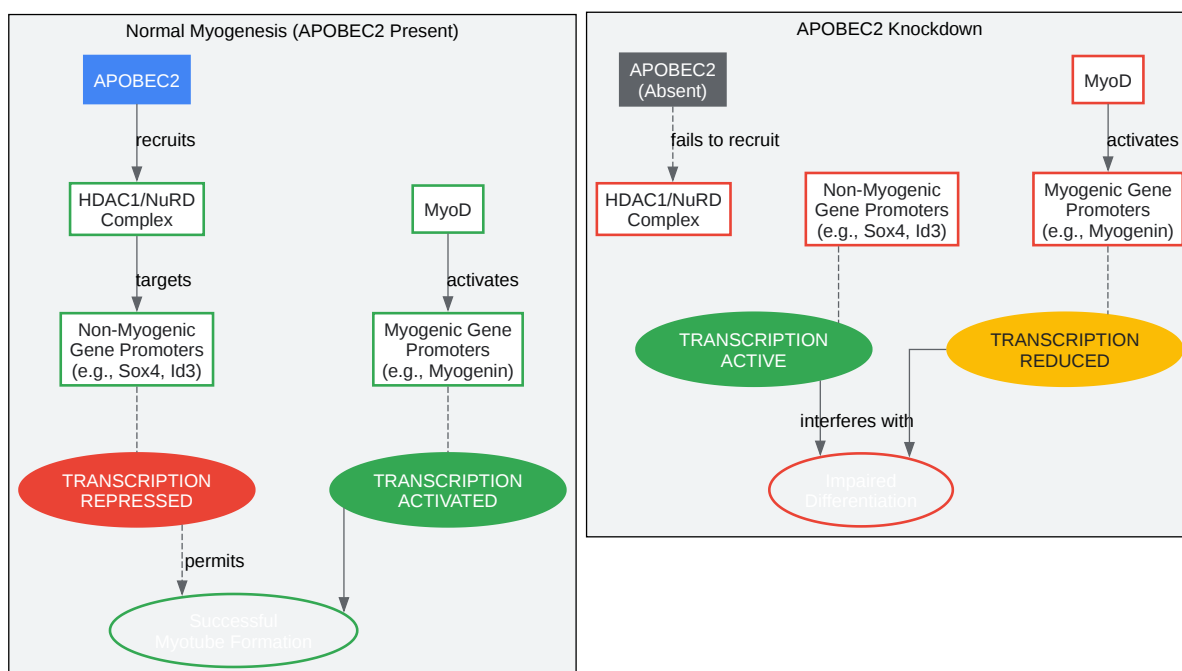 Normal Myogenesis (APOBEC2 Present)
APOBEC2
recruits
HDAC1/NuRD
Complex
MyoD
targets
activates
Non-Myogenic
Gene Promoters
(e.g., Sox4, Id3)
Myogenic Gene
Promoters
(e.g., Myogenin)
TRANSCRIPTION
REPRESSED
TRANSCRIPTION
ACTIVATED
permits
Successful
Myotube Formation
APOBEC2 Knockdown
APOBEC2
(Absent)
MyoD
fails to recruit
activates
HDAC1/NuRD
Complex
Non-Myogenic
Gene Promoters
(e.g., Sox4, Id3)
Myogenic Gene
Promoters
(e.g., Myogenin)
TRANSCRIPTION
ACTIVE
TRANSCRIPTION
REDUCED
interferes with
Impaired
Differentiation